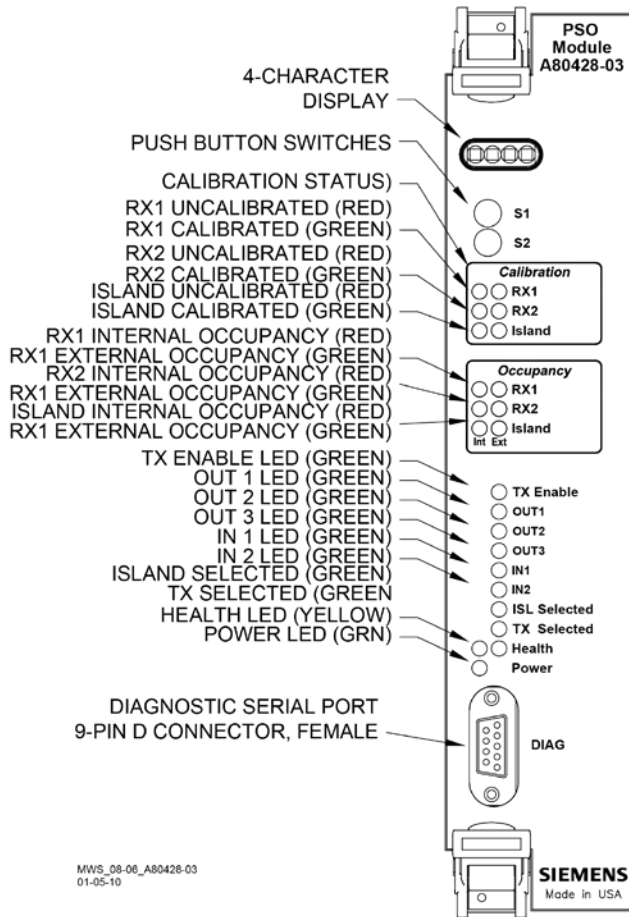 PSO
Module
A80428-03
4-CHARACTER
DISPLAY
PUSH BUTTON SWITCHES
CALIBRATION STATUS)
RX1 UNCALIBRATED (RED)
RX1 CALIBRATED (GREEN)
RX2 UNCALIBRATED (RED)
RX2 CALIBRATED (GREEN)
ISLAND UNCALIBRATED (RED)
ISLAND CALIBRATED (GREEN)
RX1 INTERNAL OCCUPANCY (RED)
RX1 EXTERNAL OCCUPANCY (GREEN)
RX2 INTERNAL OCCUPANCY (RED)
RX1 EXTERNAL OCCUPANCY (GREEN)
ISLAND INTERNAL OCCUPANCY (RED)
RX1 EXTERNAL OCCUPANCY (GREEN)
TX ENABLE LED (GREEN)
OUT 1 LED (GREEN)
OUT 2 LED (GREEN)
OUT 3 LED (GREEN)
IN 1 LED (GREEN)
IN 2 LED (GREEN)
ISLAND SELECTED (GREEN)
TX SELECTED (GREEN
HEALTH LED (YELLOW)
POWER LED (GRN)
DIAGNOSTIC SERIAL PORT
9-PIN D CONNECTOR, FEMALE
S1
S2
Calibration
RX1
RX2
Island
Occupancy
RX1
RX2
Island
Int Ext
TX Enable
OUT1
OUT2
OUT3
IN1
IN2
ISL Selected
TX Selected
Health
Power
DIAG
SIEMENS
Made in USA
MWS_08-06_A80428-03
01-05-10